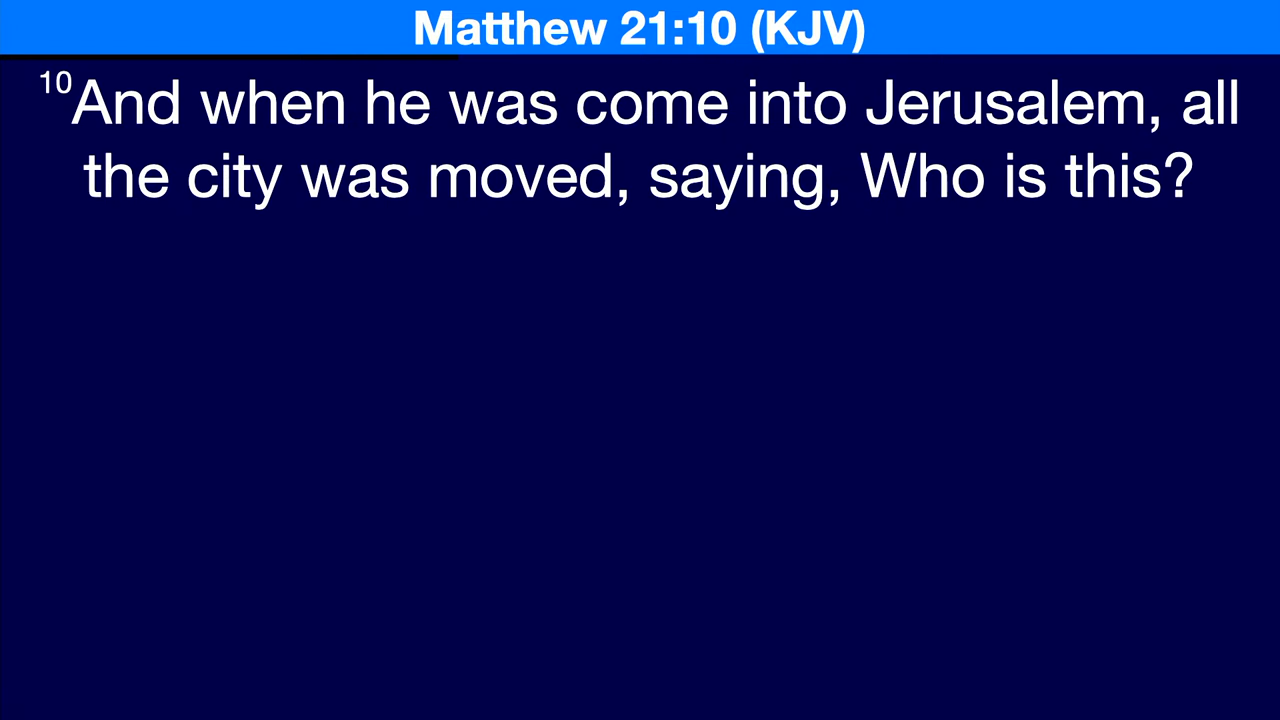 Matthew 21:10 (KJV)
10And when he was come into Jerusalem, all
the city was moved, saying, Who is this?